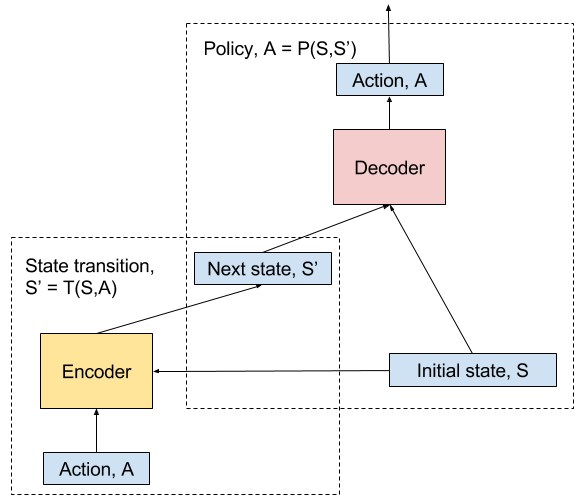 Policy, A = P(S,S’)
Action, A
Decoder
State transition,
S’ = T(S,A)
Next state, S’
Encoder
Initial state, S
Action, A